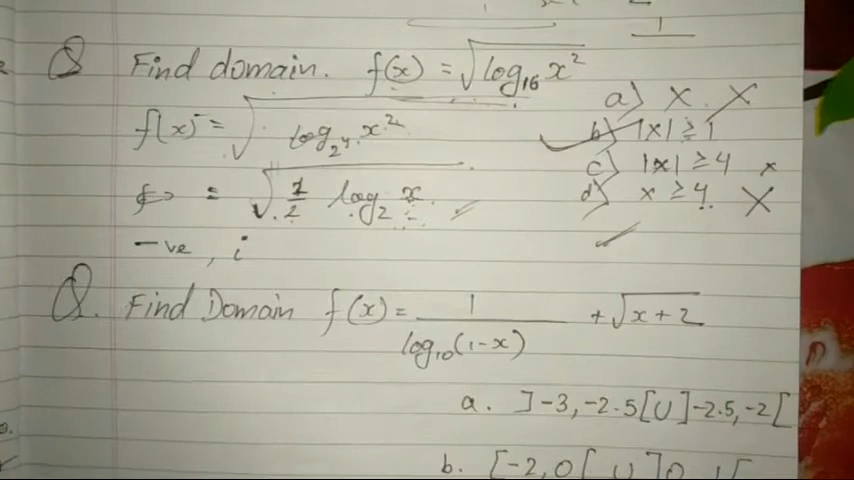 Q Find domain. f(x) = √log₁₆ x²
f(x) = √log₂⁴ x²
a) x
b) |x| ≥ 1
c) |x| ≥ 4 ×
d) x ≥ 4. X
= √1/2 log₂ x
-ve, i
Q. Find Domain f(x) = 1/log₁₀(1-x) + √x+2
a. ]-3, -2.5[U]-2.5, -2[
b. [-2, 0[U]0, 1[